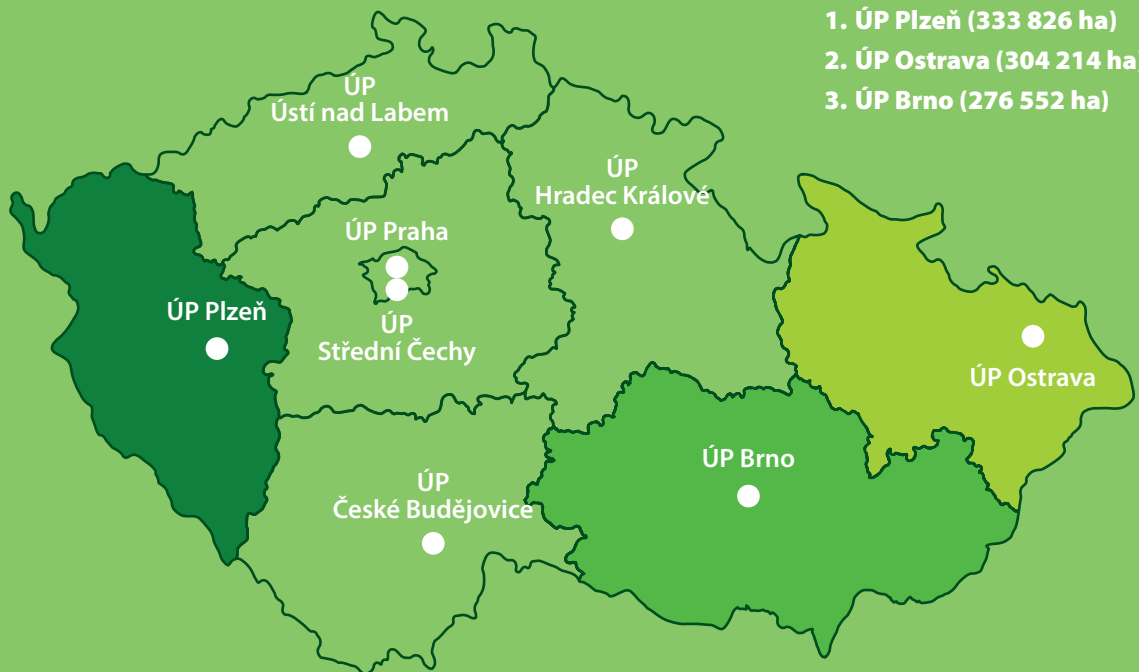 1. ÚP Plzeň (333 826 ha)
2. ÚP Ostrava (304 214 ha)
3. ÚP Brno (276 552 ha)
ÚP
Ústí nad Labem
ÚP
Hradec Králové
ÚP Praha
ÚP Plzeň
ÚP
Střední Čechy
ÚP Ostrava
ÚP Brno
ÚP
České Budějovice